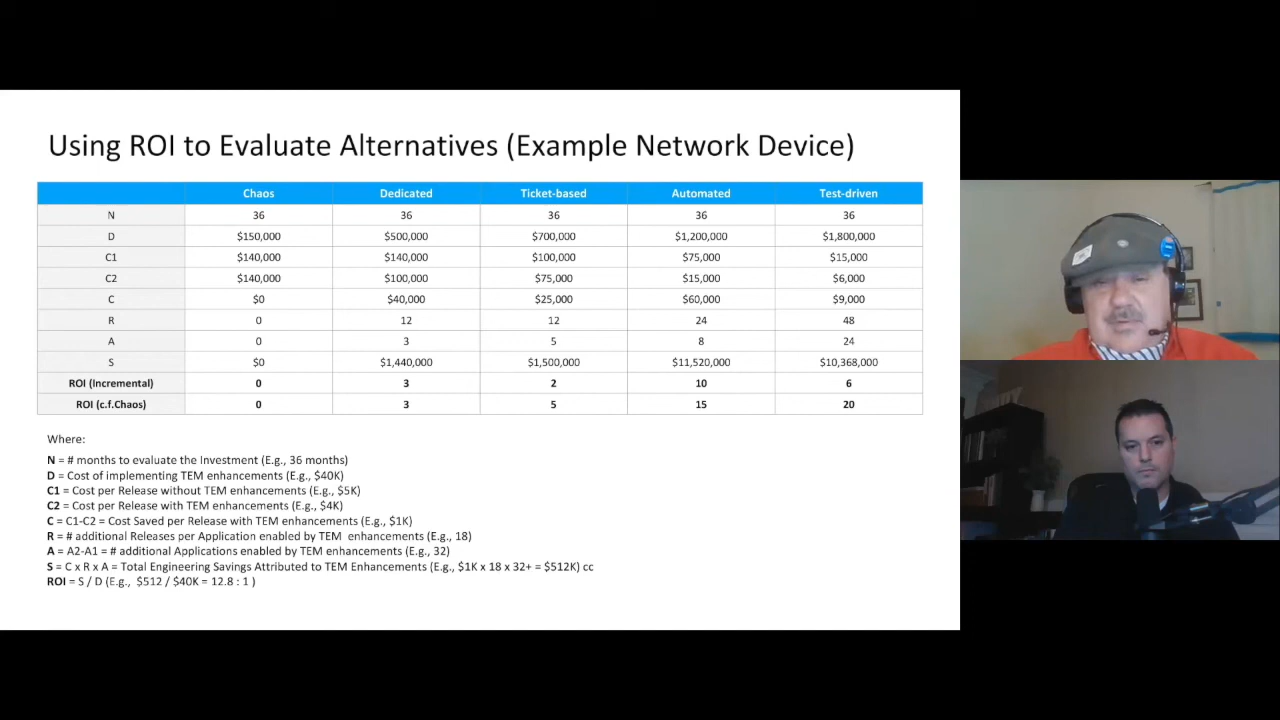 Using ROI to Evaluate Alternatives (Example Network Device)
Chaos Dedicated Ticket-based Automated Test-driven
N 36 36 36 36 36
D $150,000 $500,000 $700,000 $1,200,000 $1,800,000
C1 $140,000 $140,000 $100,000 $75,000 $15,000
C2 $140,000 $100,000 $75,000 $15,000 $6,000
C $0 $40,000 $25,000 $60,000 $9,000
R 0 12 12 24 48
A 0 3 5 8 24
S $0 $1,440,000 $1,500,000 $11,520,000 $10,368,000
ROI (Incremental) 0 3 2 10 6
ROI (c.f.Chaos) 0 3 5 15 20
Where:
N = # months to evaluate the Investment (E.g., 36 months)
D = Cost of implementing TEM enhancements (E.g., $40K)
C1 = Cost per Release without TEM enhancements (E.g., $5K)
C2 = Cost per Release with TEM enhancements (E.g., $4K)
C = C1-C2 = Cost Saved per Release with TEM enhancements (E.g., $1K)
R = # additional Releases per Application enabled by TEM enhancements (E.g., 18)
A = A2-A1 = # additional Applications enabled by TEM enhancements (E.g., 32)
S = C x R x A = Total Engineering Savings Attributed to TEM Enhancements (E.g., $1K x 18 x 32+ = $512K) cc
ROI = S / D (E.g., $512 / $40K = 12.8 : 1 )